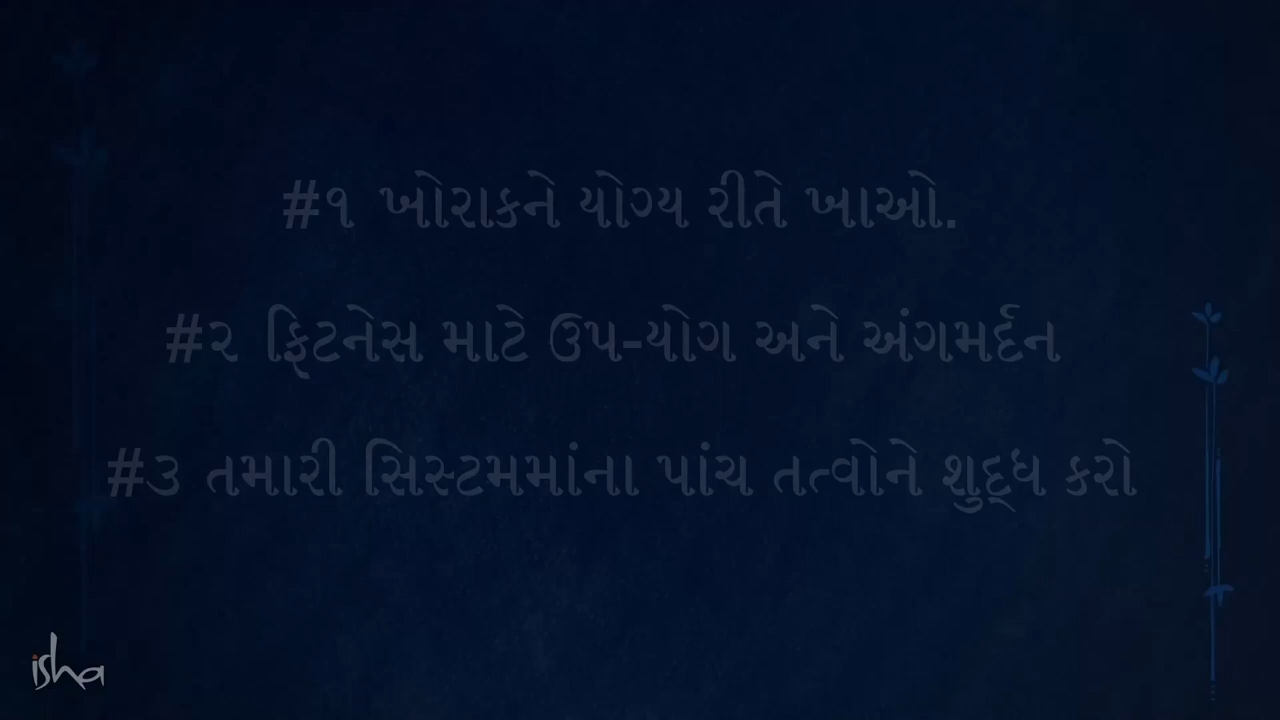 #૧ ખોરાકને યોગ્ય રીતે ખાઓ.
#૨ ફિટનેસ માટે ઉપ-યોગ અને અંગમર્દન
#૩ તમારી સિસ્ટમમાંના પાંચ તત્વોને શુદ્ધ કરો
isha